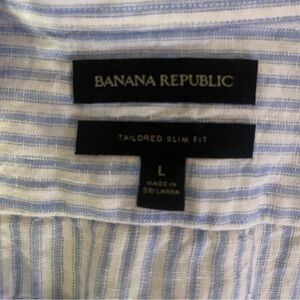 BANANA REPUBLIC
TAILORED SLIM FIT
L
MADE IN
SRI LANKA